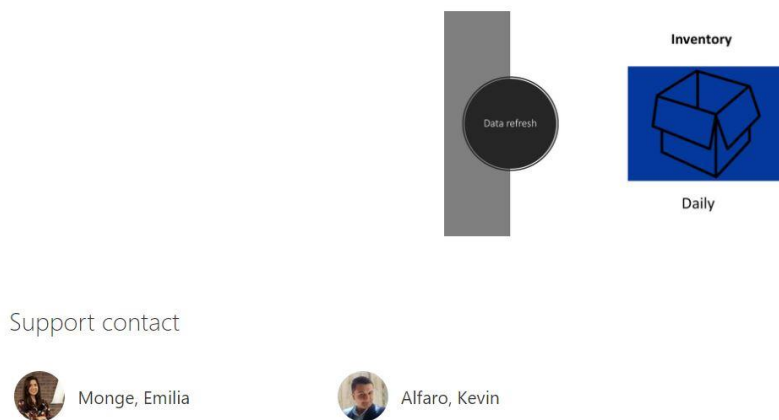 Inventory
Data refresh
Daily
Support contact
Monge, Emilia
Alfaro, Kevin